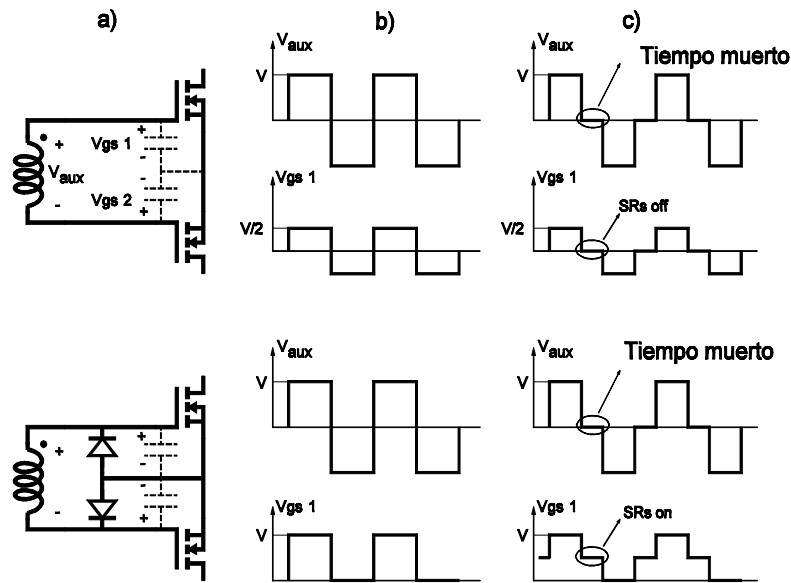 a)
b)
c)
+
Vaux
-
+
Vgs 1
-
-
Vgs 2
+
Vaux
V
Vgs 1
V/2
Vaux
Tiempo muerto
V
Vgs 1
SRs off
V/2
+
-
+
-
-
+
Vaux
V
Vgs 1
V
Vaux
Tiempo muerto
V
Vgs 1
SRs on
V